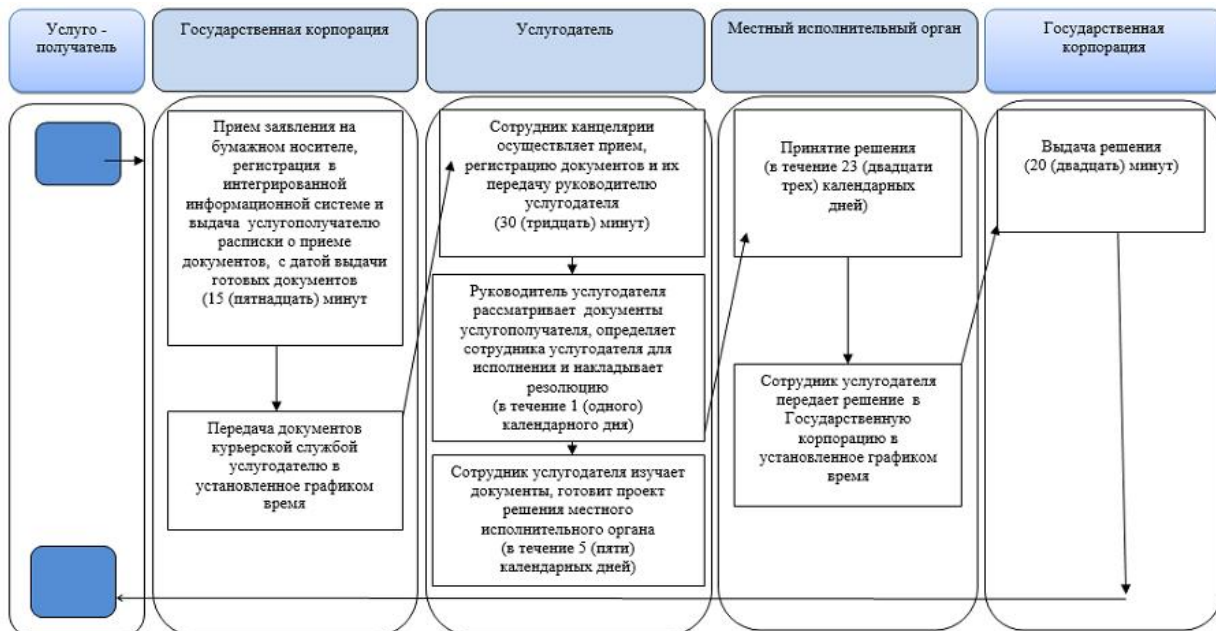 Услуго -
получатель
Государственная корпорация
Услугодатель
Местный исполнительный орган
Государственная
корпорация
Прием заявления на
бумажном носителе,
регистрация в
интегрированной
информационной системе и
выдача услугополучателю
расписки о приеме
документов, с датой выдачи
готовых документов
(15 (пятнадцать) минут
Передача документов
курьерской службой
услугодателю в
установленное графиком
время
Сотрудник канцелярии
осуществляет прием,
регистрацию документов и их
передачу руководителю
услугодателя
(30 (тридцать) минут)
Руководитель услугодателя
рассматривает документы
услугополучателя, определяет
сотрудника услугодателя для
исполнения и накладывает
резолюцию
(в течение 1 (одного)
календарного дня)
Сотрудник услугодателя изучает
документы, готовит проект
решения местного
исполнительного органа
(в течение 5 (пяти)
календарных дней)
Принятие решения
(в течение 23 (двадцати
трех) календарных
дней)
Сотрудник услугодателя
передает решение в
Государственную
корпорацию в
установленное графиком
время
Выдача решения
(20 (двадцать) минут)